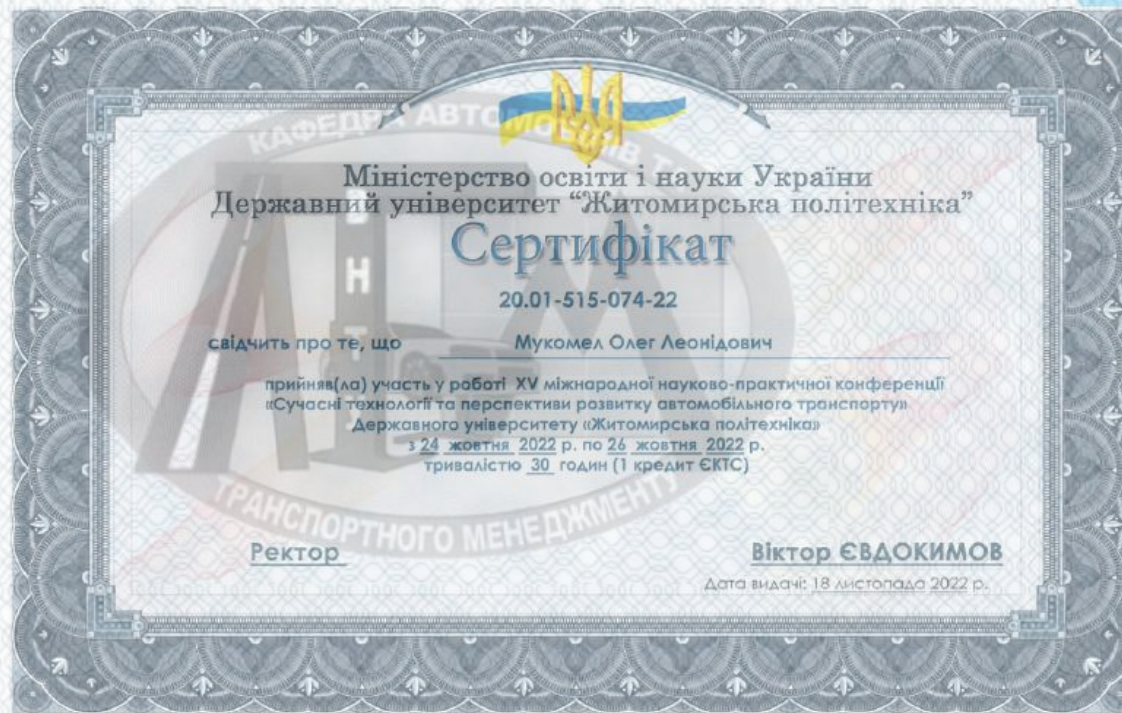 КАФЕДРА АВТОМОБІЛІВ Т
Міністерство освіти і науки України
Державний університет “Житомирська політехніка”
Сертифікат
20.01-515-074-22
свідчить про те, що Мукомел Олег Леонідович
прийняв(ла) участь у роботі XV міжнародної науково-практичної конференції
«Сучасні технології та перспективи розвитку автомобільного транспорту»
Державного університету «Житомирська політехніка»
з 24 жовтня 2022 р. по 26 жовтня 2022 р.
тривалістю 30 годин (1 кредит ЄКТС)
ТРАНСПОРТНОГО МЕНЕДЖМЕНТУ
Ректор Віктор ЄВДОКИМОВ
Дата видачі: 18 листопада 2022 р.